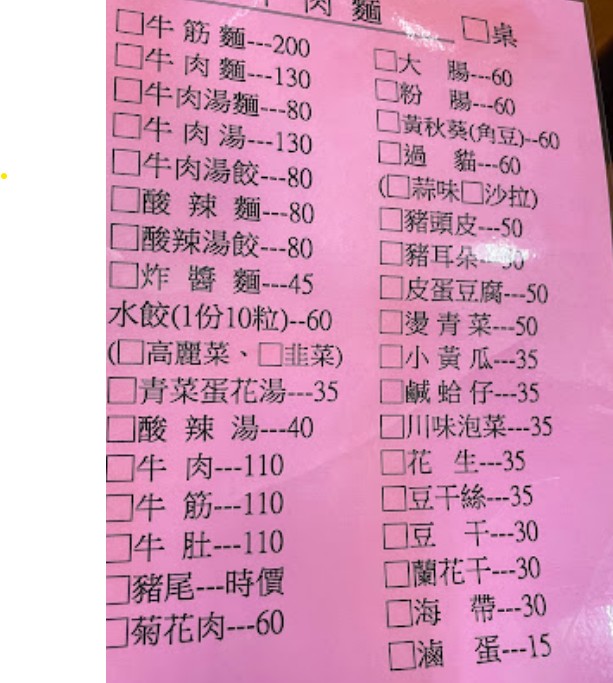 牛肉麵
□桌
□牛筋麵---200
□牛肉麵---130
□牛肉湯麵---80
□牛肉湯---130
□牛肉湯餃---80
□酸辣麵---80
□酸辣湯餃---80
□炸醬麵---45
水餃(1份10粒)--60
(□高麗菜、□韭菜)
□青菜蛋花湯---35
□酸辣湯---40
□牛肉---110
□牛筋---110
□牛肚---110
□豬尾---時價
□菊花肉---60
□大腸---60
□粉腸---60
□黃秋葵(角豆)--60
□過貓---60
(□蒜味□沙拉)
□豬頭皮---50
□豬耳朵---
□皮蛋豆腐---50
□燙青菜---50
□小黃瓜---35
□鹹蛤仔---35
□川味泡菜---35
□花生---35
□豆干絲---35
□豆干---30
□蘭花干---30
□海帶---30
□滷蛋---15